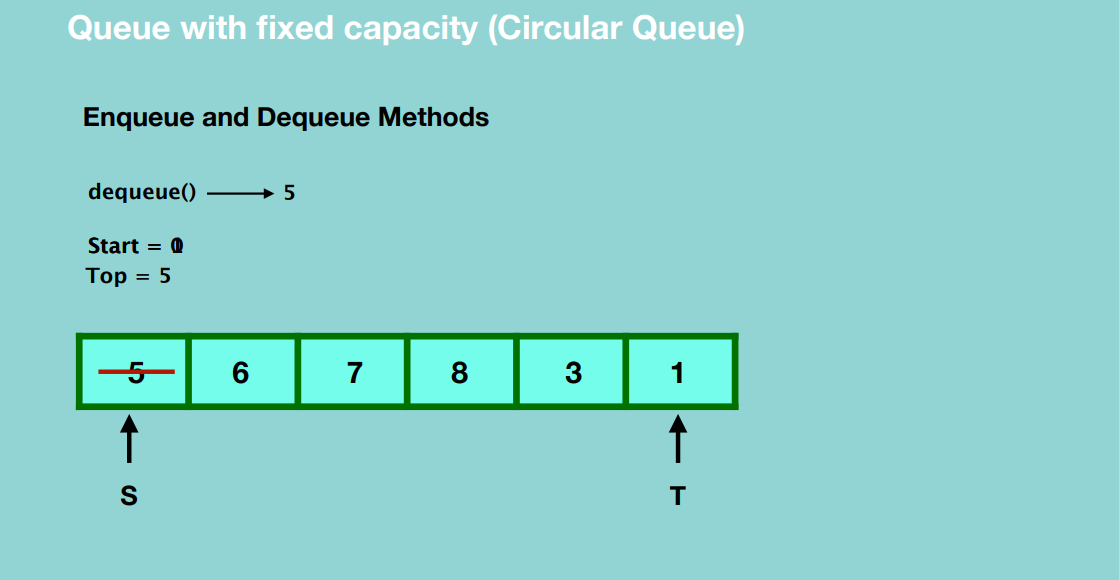 Queue with fixed capacity (Circular Queue)
Enqueue and Dequeue Methods
dequeue() 5
Start =
Top = 5
5 6 7 8 3 1
S T